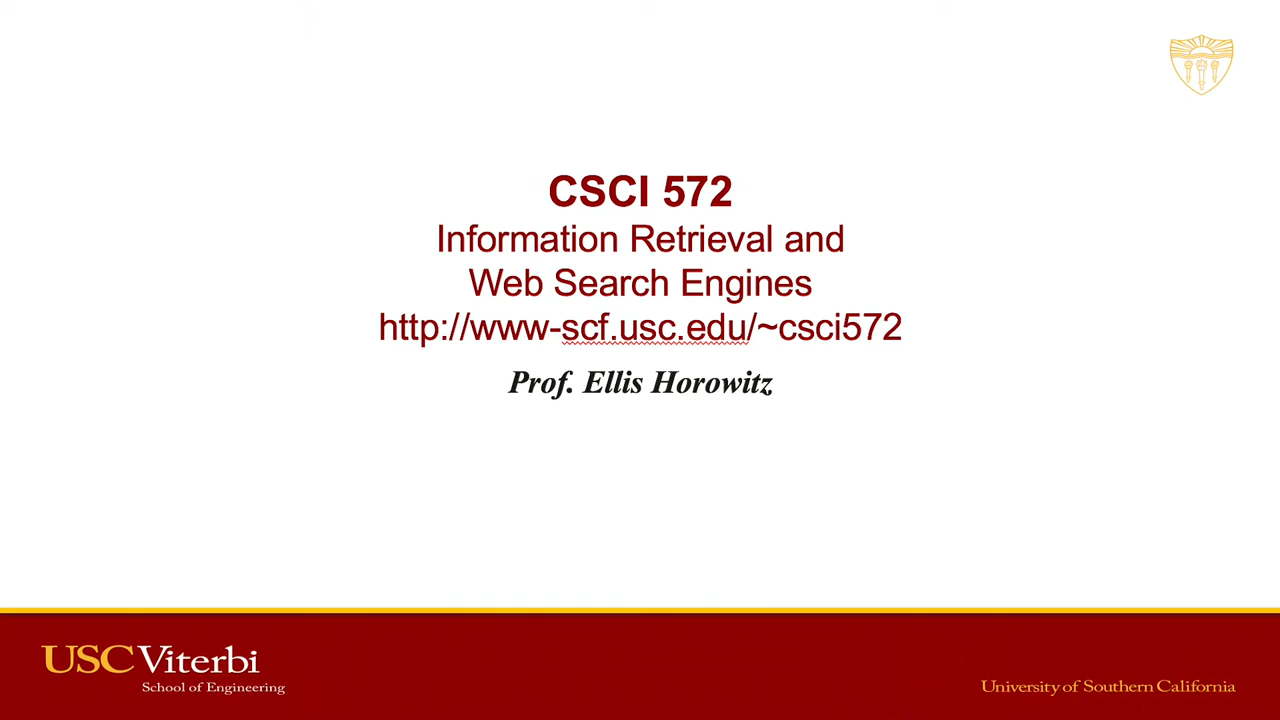 CSCI 572
Information Retrieval and
Web Search Engines
http://www-scf.usc.edu/~csci572
Prof. Ellis Horowitz
USC Viterbi
School of Engineering
University of Southern California